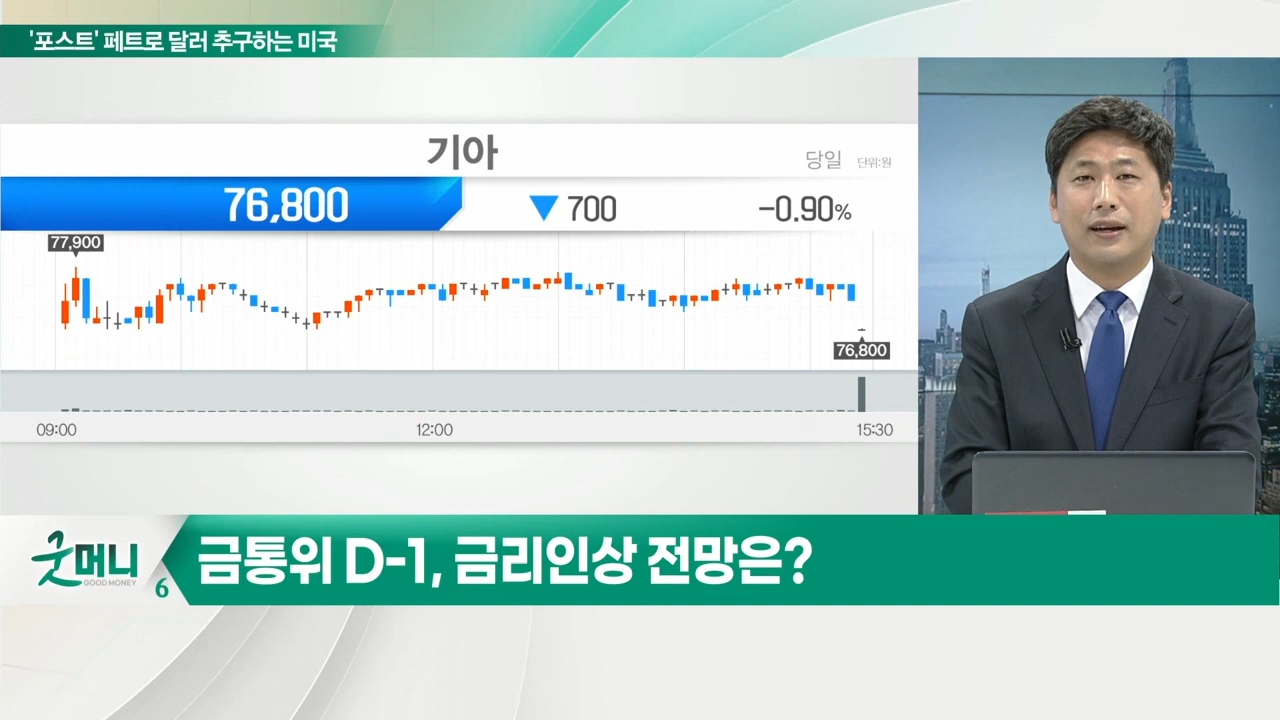 '포스트' 페트로 달러 추구하는 미국
기아
당일 단위:원
76,800 ▼ 700 -0.90%
77,900
76,800
09:00 12:00 15:30
굿머니
GOOD MONEY
6
금통위 D-1, 금리인상 전망은?